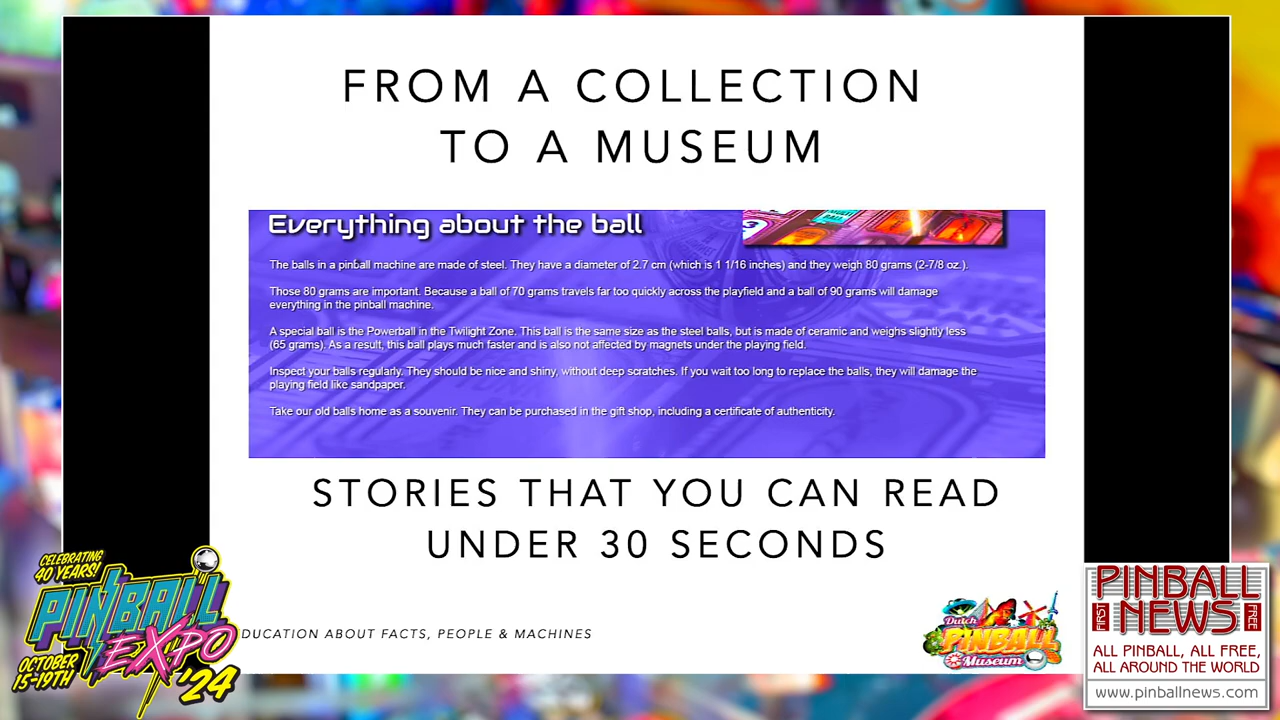 FROM A COLLECTION
TO A MUSEUM
Everything about the ball
The balls in a pinball machine are made of steel. They have a diameter of 2.7 cm (which is 1 1/16 inches) and they weigh 80 grams (2-7/8 oz.).
Those 80 grams are important. Because a ball of 70 grams travels far too quickly across the playfield and a ball of 90 grams will damage
everything in the pinball machine.
A special ball is the Powerball in the Twilight Zone. This ball is the same size as the steel balls, but is made of ceramic and weighs slightly less
(65 grams). As a result, this ball plays much faster and is also not affected by magnets under the playing field.
Inspect your balls regularly. They should be nice and shiny, without deep scratches. If you wait too long to replace the balls, they will damage the
playing field like sandpaper.
Take our old balls home as a souvenir. They can be purchased in the gift shop, including a certificate of authenticity.
STORIES THAT YOU CAN READ
UNDER 30 SECONDS
DUCATION ABOUT FACTS, PEOPLE & MACHINES
CELEBRATING
40 YEARS!
PINBALL
EXPO
OCTOBER
15-19TH
'24
Dutch
PINBALL
Museum
PINBALL
FIRST
NEWS
FREE
ALL PINBALL, ALL FREE,
ALL AROUND THE WORLD
www.pinballnews.com